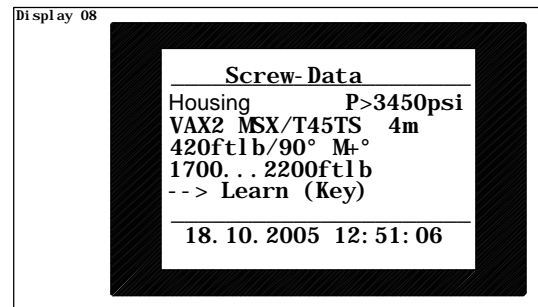 Display 08
Screw-Data
Housing P>3450psi
VAX2 MSX/T45TS 4m
420ftlb/90° M+°
1700...2200ftlb
--> Learn (Key)
18.10.2005 12:51:06